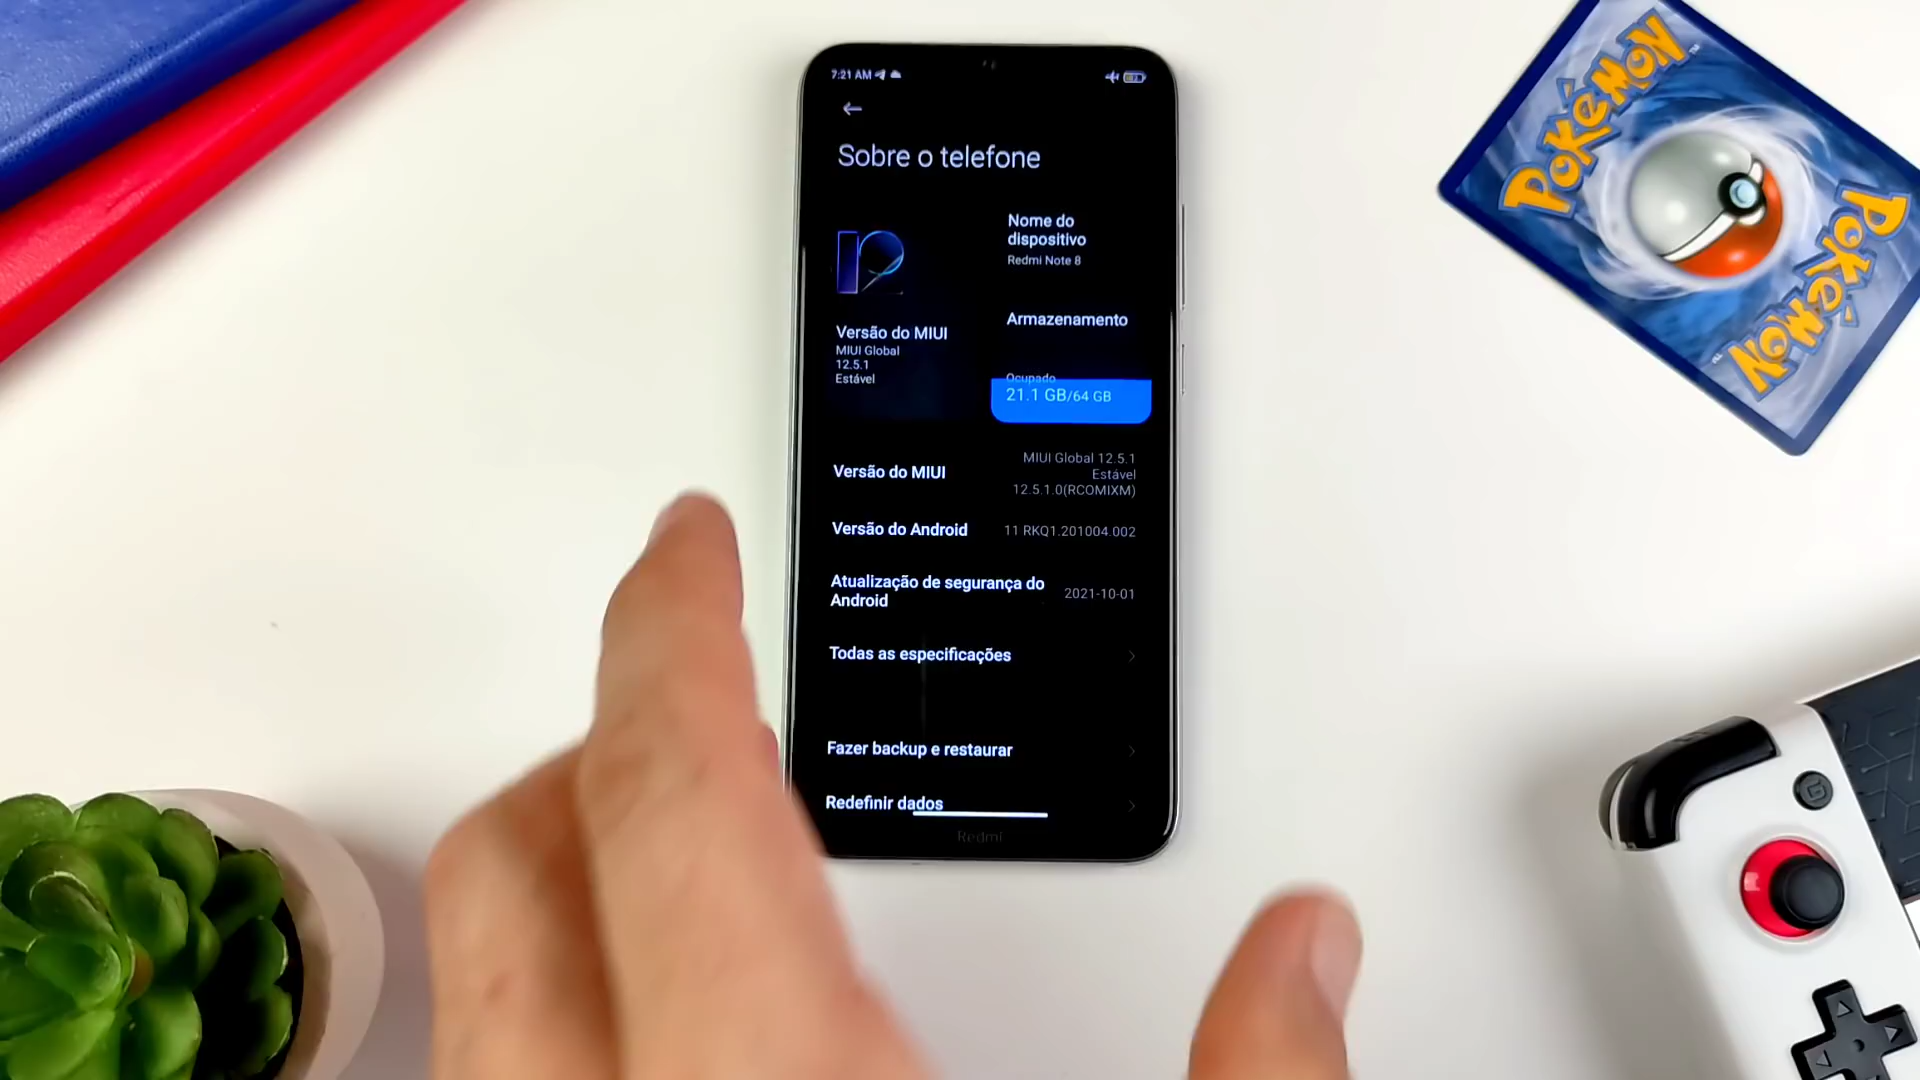 7:21 AM
Sobre o telefone
Versão do MIUI
MIUI Global
12.5.1
Estável
Nome do
dispositivo
Redmi Note 8
Armazenamento
Ocupado
21.1 GB/64 GB
Versão do MIUI
MIUI Global 12.5.1
Estável
12.5.1.0(RCOMIXM)
Versão do Android
11 RKQ1.201004.002
Atualização de segurança do
Android
2021-10-01
Todas as especificações
Fazer backup e restaurar
Redefinir dados
Redmi
POKéMON
POKéMON